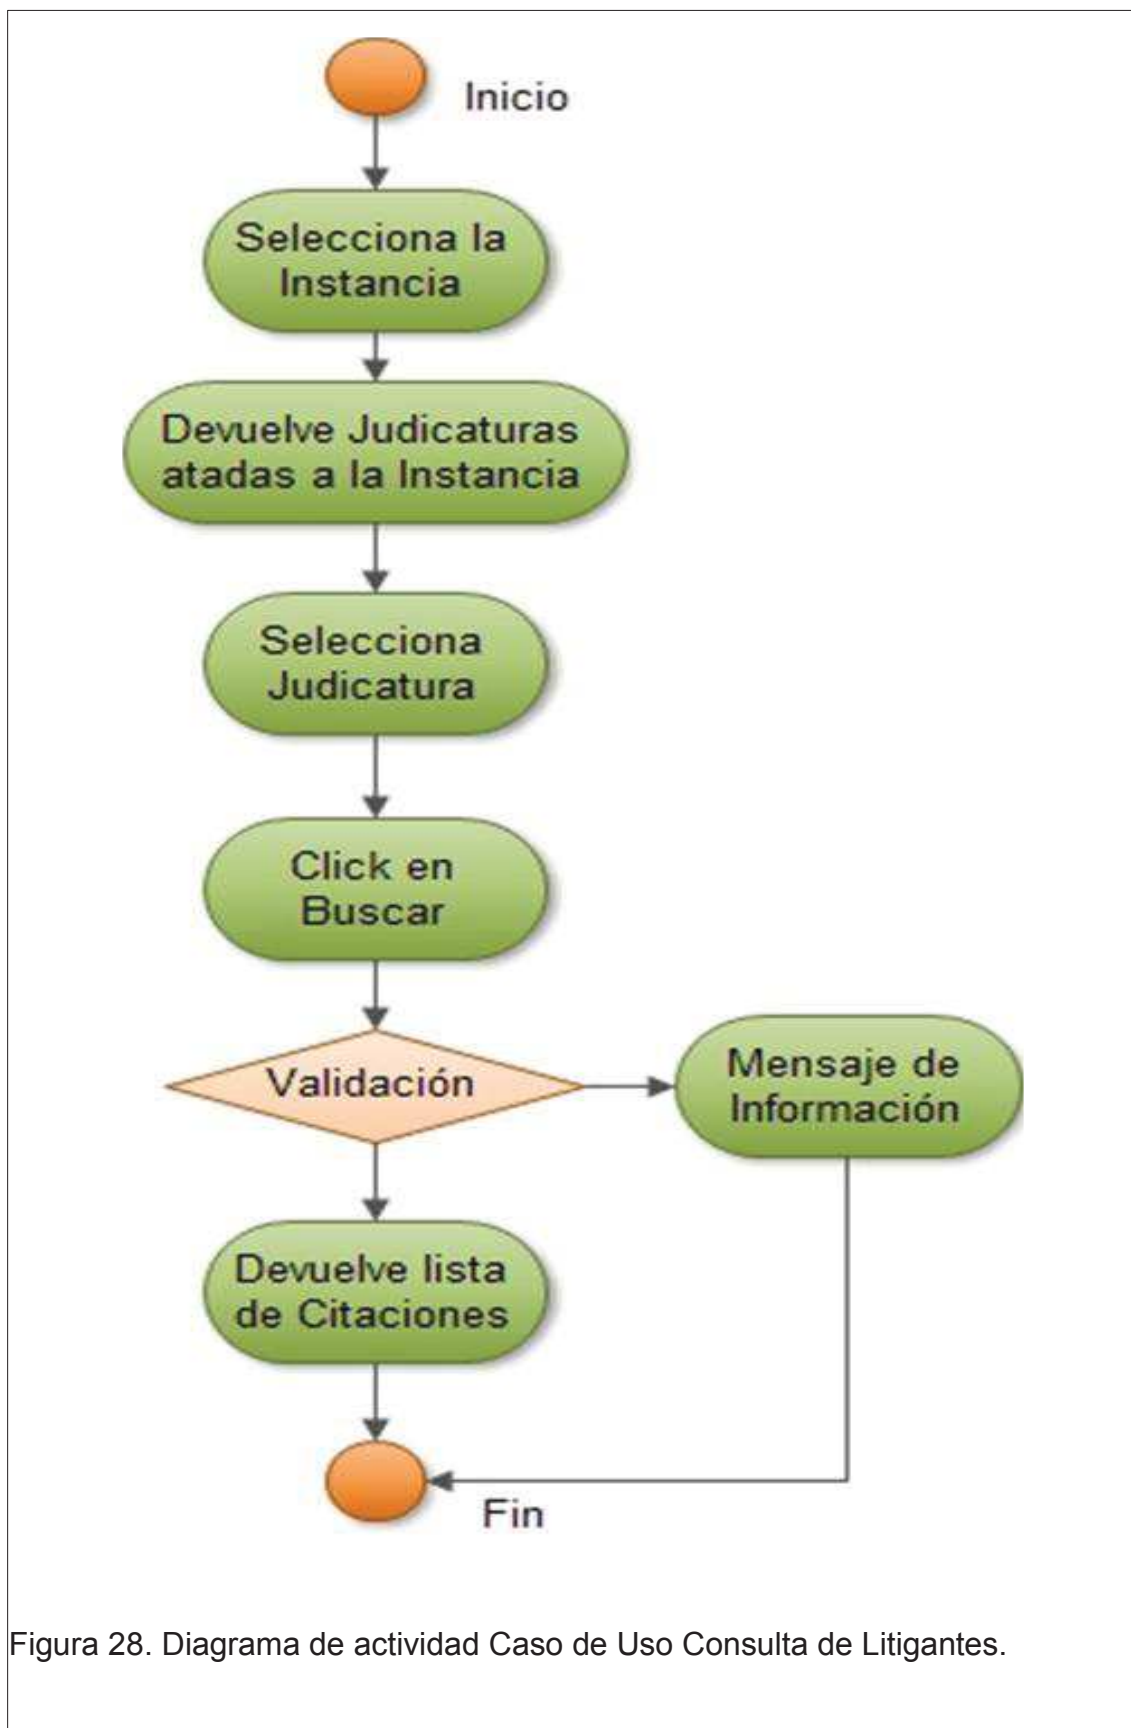 Inicio
Selecciona la
Instancia
Devuelve Judicaturas
atadas a la Instancia
Selecciona
Judicatura
Click en
Buscar
Validación
Mensaje de
Información
Devuelve lista
de Citaciones
Fin
Figura 28. Diagrama de actividad Caso de Uso Consulta de Litigantes.